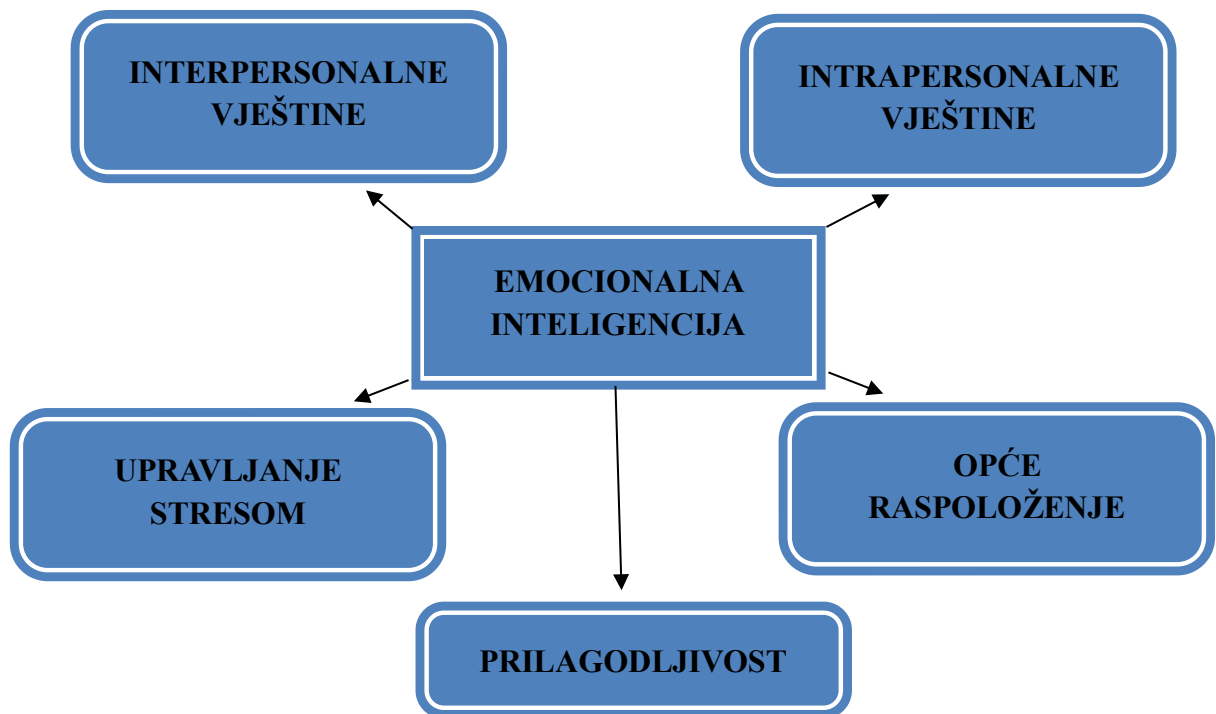 INTERPERSONALNE
VJEŠTINE
INTRAPERSONALNE
VJEŠTINE
EMOCIONALNA
INTELIGENCIJA
UPRAVLJANJE
STRESOM
OPĆE
RASPOLOŽENJE
PRILAGODLJIVOST